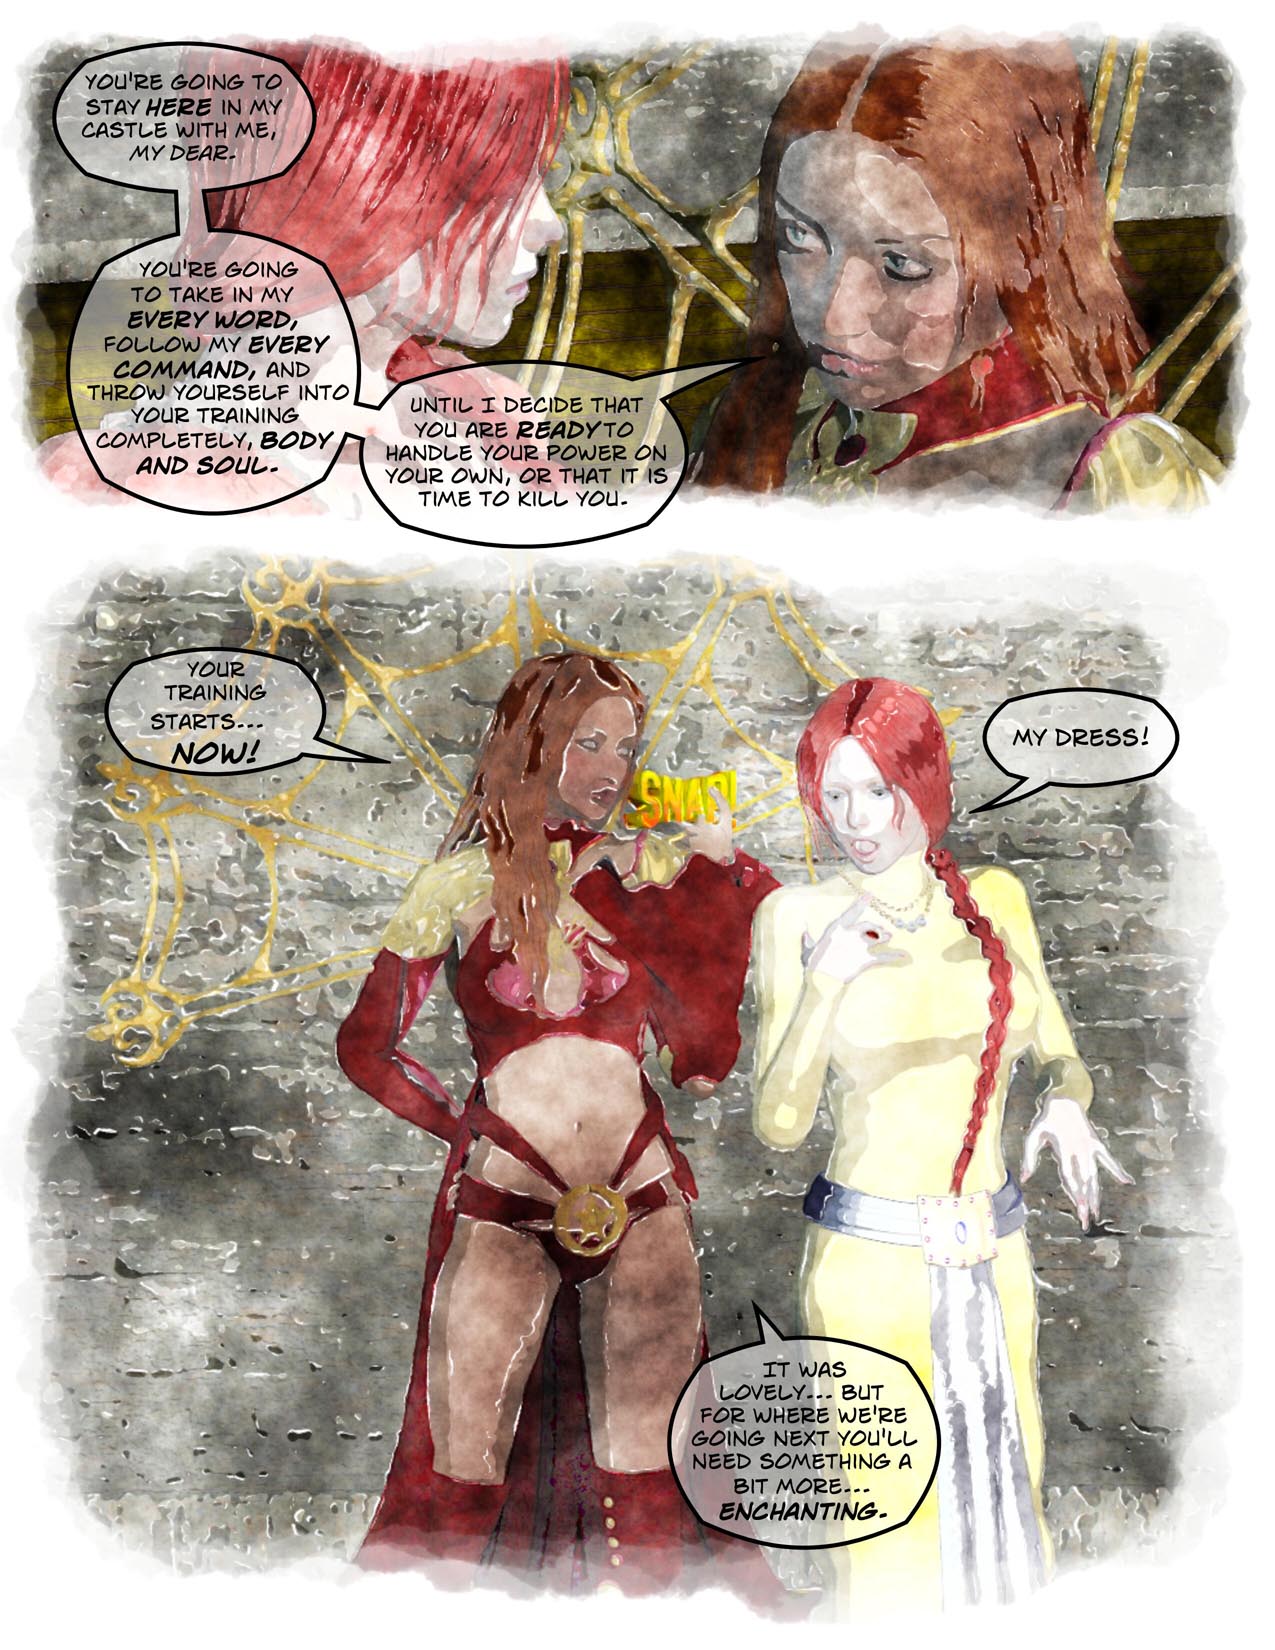 YOU'RE GOING TO
STAY HERE IN MY
CASTLE WITH ME,
MY DEAR.
YOU'RE GOING
TO TAKE IN MY
EVERY WORD,
FOLLOW MY EVERY
COMMAND, AND
THROW YOURSELF INTO
YOUR TRAINING
COMPLETELY, BODY
AND SOUL.
UNTIL I DECIDE THAT
YOU ARE READY TO
HANDLE YOUR POWER ON
YOUR OWN, OR THAT IT IS
TIME TO KILL YOU.
YOUR
TRAINING
STARTS...
NOW!
SNAP!
MY DRESS!
IT WAS
LOVELY... BUT
FOR WHERE WE'RE
GOING NEXT YOU'LL
NEED SOMETHING A
BIT MORE...
ENCHANTING.